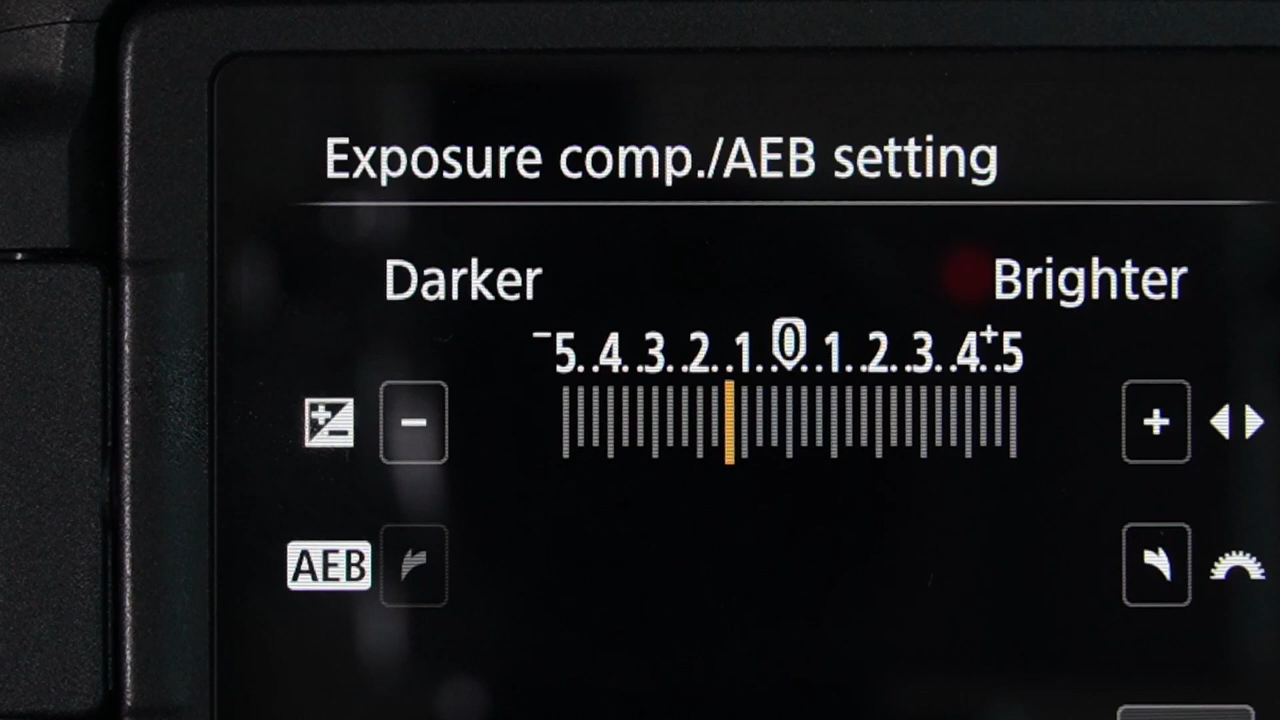 Exposure comp./AEB setting
Darker Brighter
−5..4..3..2..1..0..1..2..3..4..+5
− +
AEB